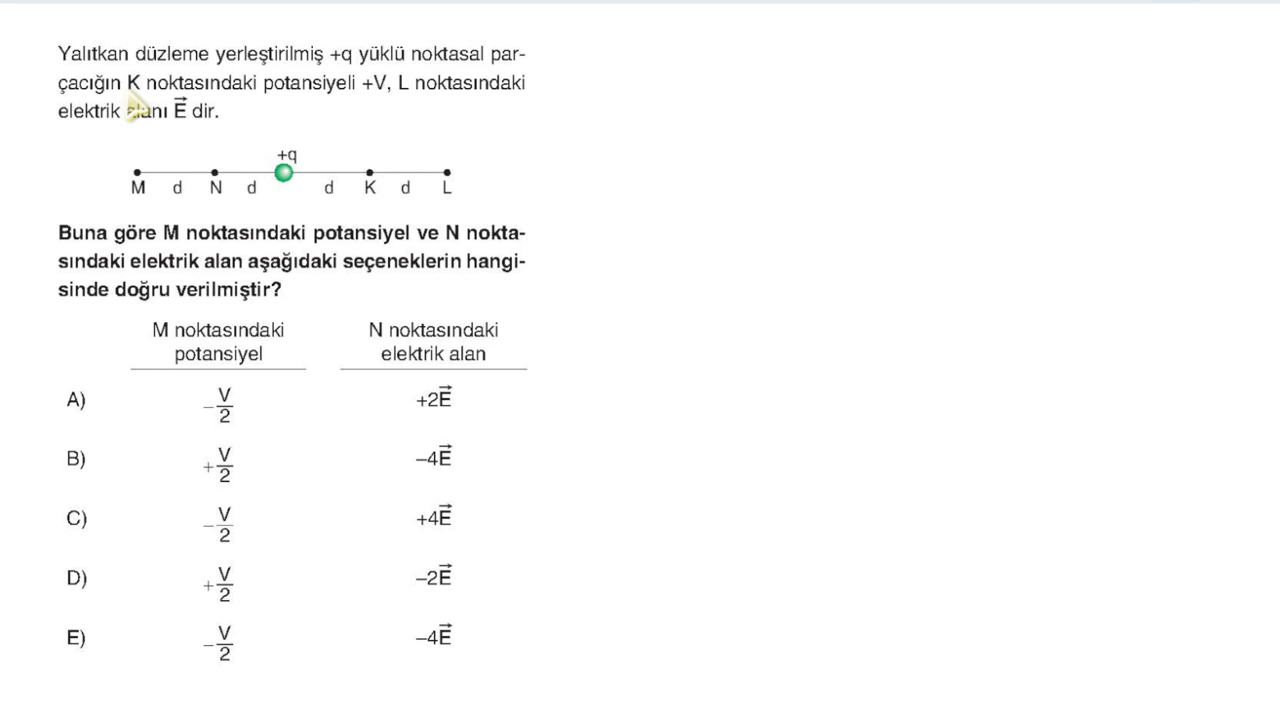 Yalıtkan düzleme yerleştirilmiş +q yüklü noktasal par-
çacığın K noktasındaki potansiyeli +V, L noktasındaki
elektrik alanı E⃗ dir.
+q
M d N d d K d L
Buna göre M noktasındaki potansiyel ve N nokta-
sındaki elektrik alan aşağıdaki seçeneklerin hangi-
sinde doğru verilmiştir?
M noktasındaki N noktasındaki
potansiyel elektrik alan
A) −V/2 +2E⃗
B) +V/2 −4E⃗
C) −V/2 +4E⃗
D) +V/2 −2E⃗
E) −V/2 −4E⃗